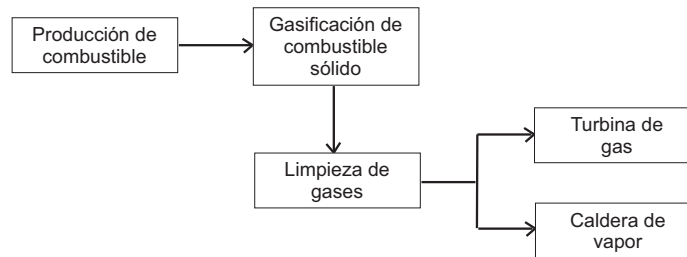 Producción de
combustible
Gasificación de
combustible
sólido
Limpieza de
gases
Turbina de
gas
Caldera de
vapor